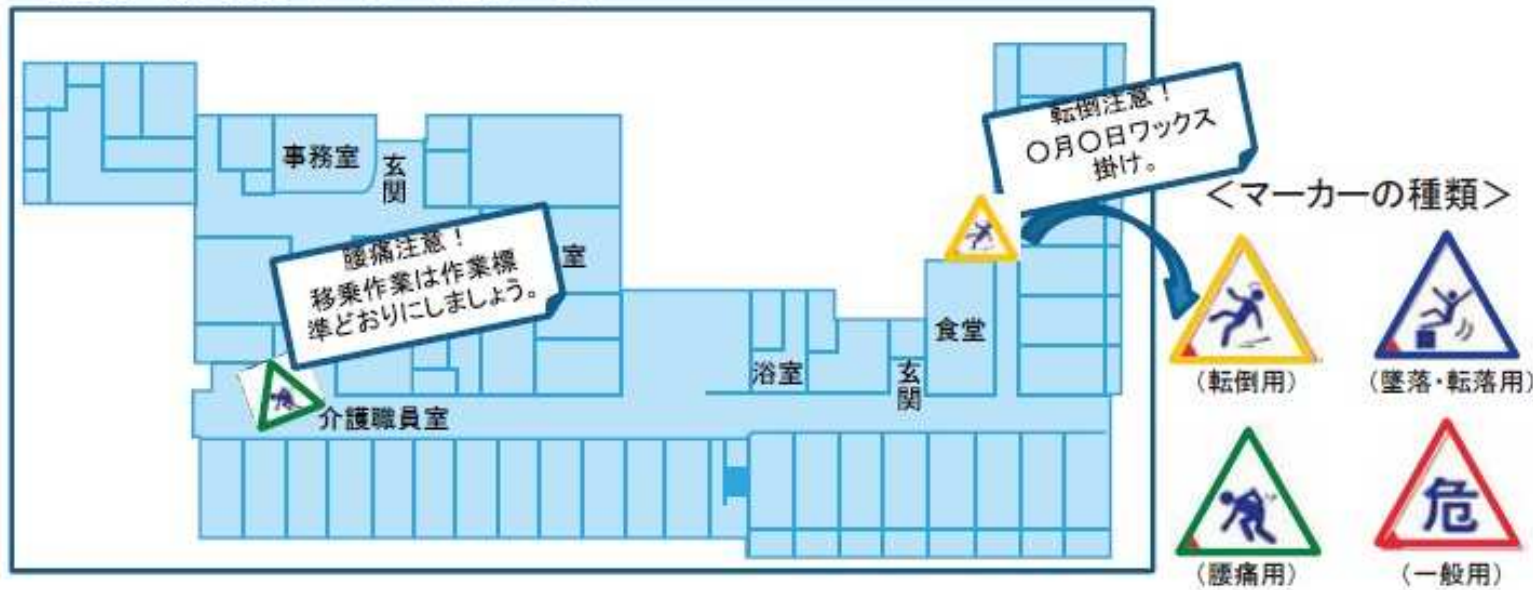 転倒注意！
〇月〇日ワックス
掛け。
＜マーカーの種類＞
事務室
玄関
腰痛注意！
移乗作業は作業標
準どおりにしましょう。
室
食堂
浴室
玄関
介護職員室
(転倒用)
(墜落・転落用)
危
(腰痛用)
(一般用)